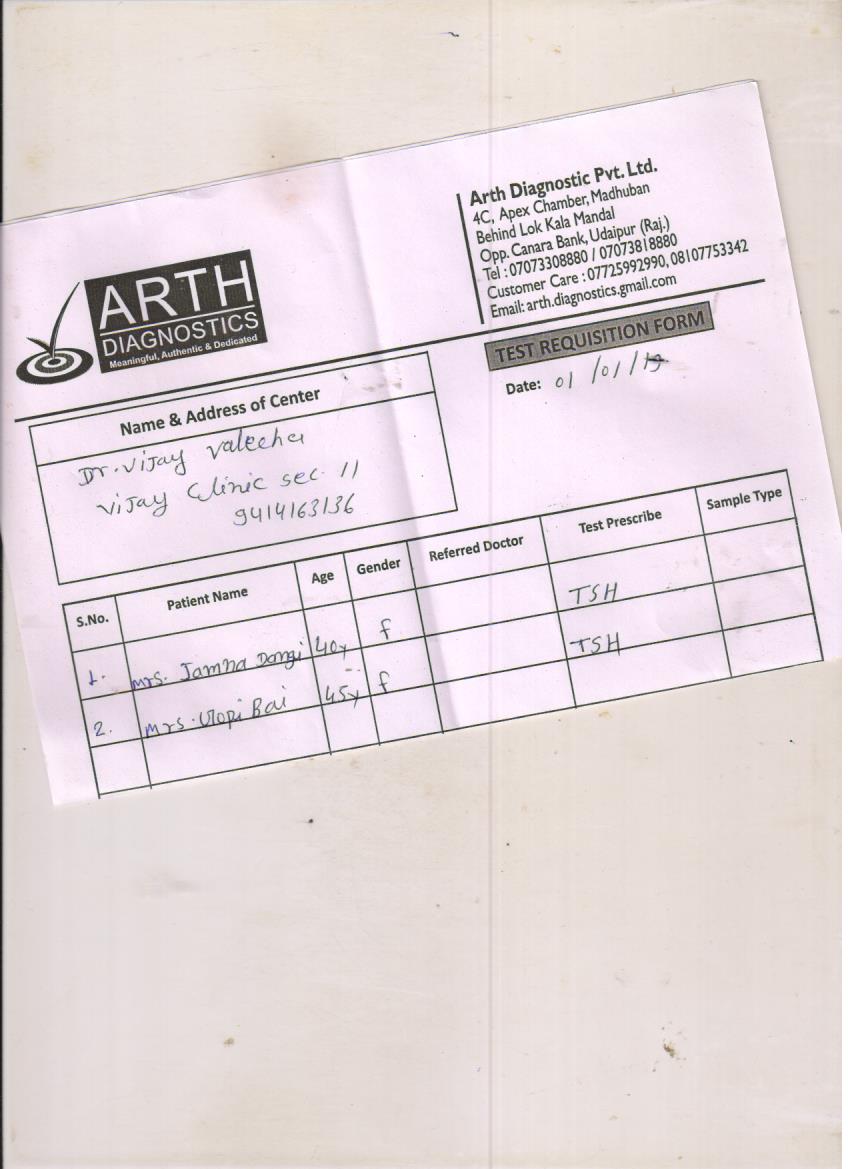 ARTH
DIAGNOSTICS
Meaningful, Authentic & Dedicated
Arth Diagnostic Pvt. Ltd.
4C, Apex Chamber, Madhuban
Behind Lok Kala Mandal
Opp. Canara Bank, Udaipur (Raj.)
Tel : 07073308880 / 07073818880
Customer Care : 07725992990, 08107753342
Email: arth.diagnostics.gmail.com
TEST REQUISITION FORM
Date: 01/01/19
Name & Address of Center
Dr. Vijay Valecha
Vijay Clinic sec. 11
9414163136
S.No. Patient Name Age Gender Referred Doctor Test Prescribe Sample Type
1. Mrs. Jamna Dangi 40y f TSH
2. Mrs. Bai 45y f TSH